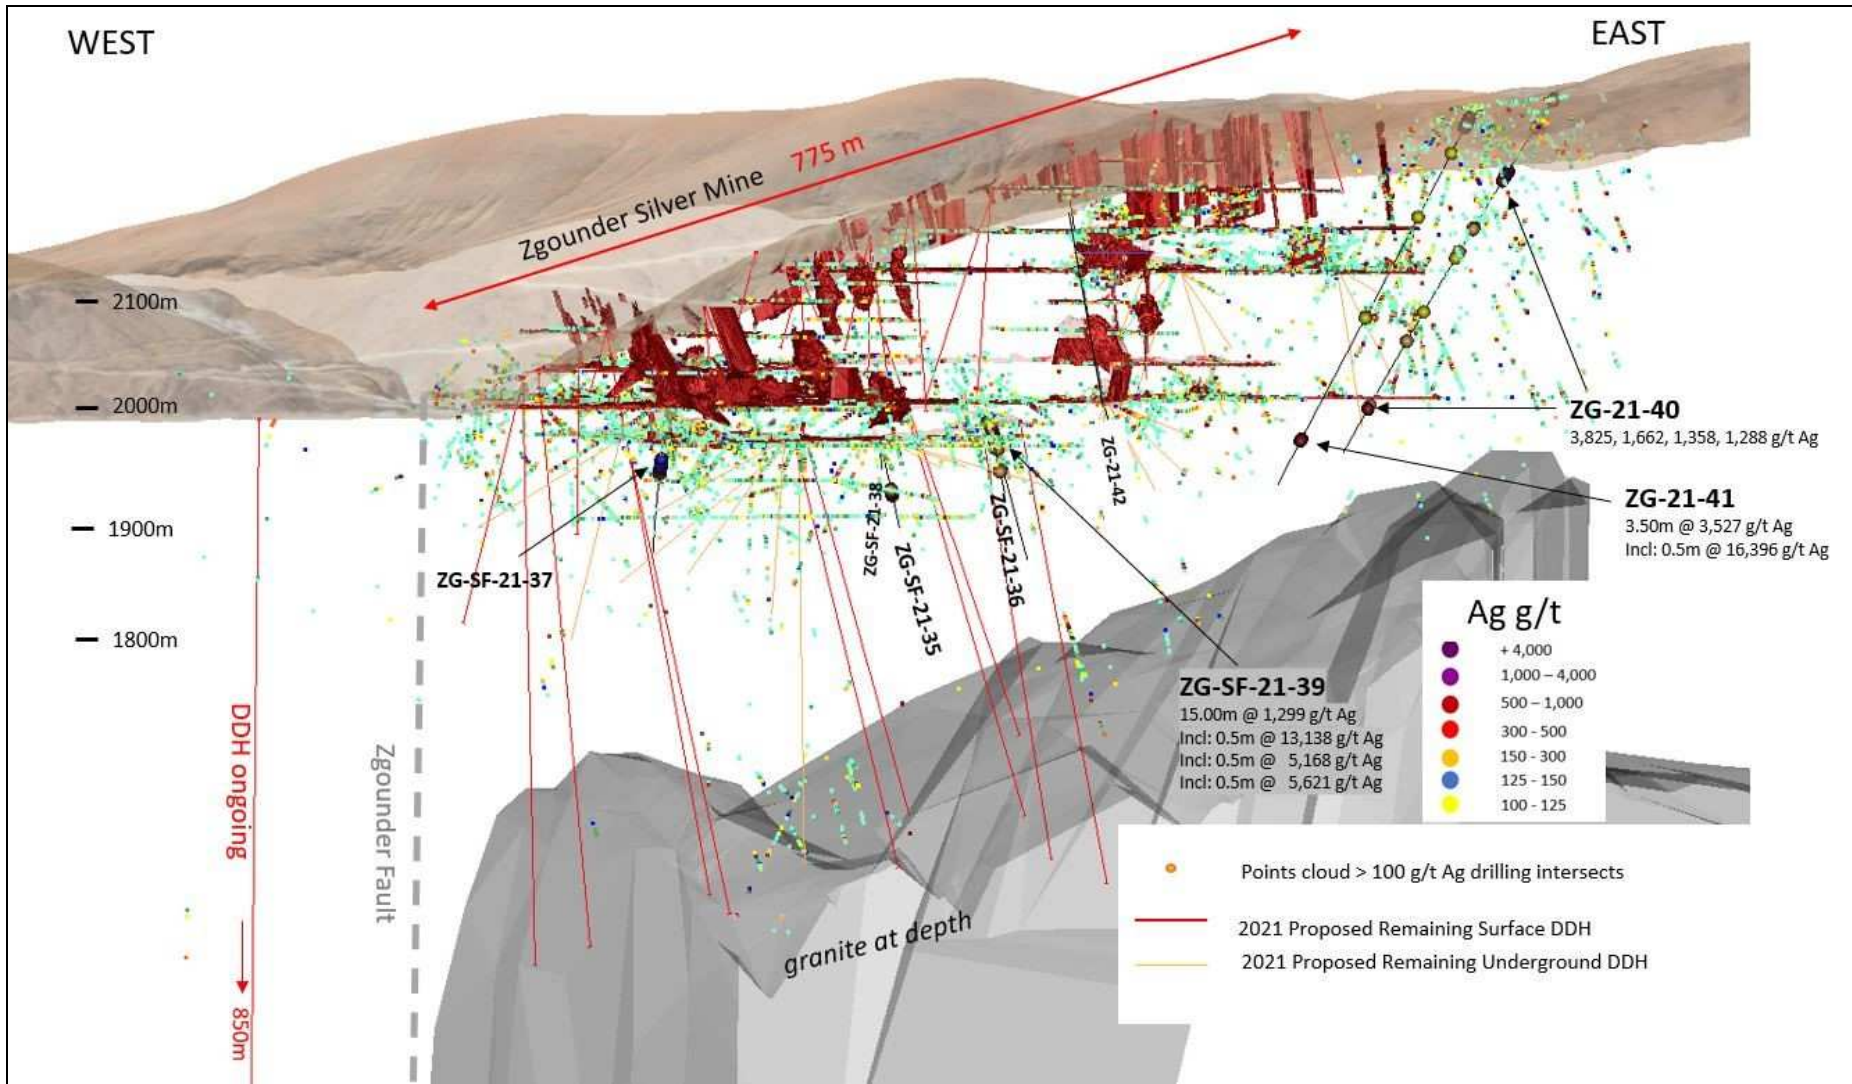 WEST
EAST
Zgounder Silver Mine 775 m
2100m
2000m
1900m
1800m
ZG-21-40
3,825, 1,662, 1,358, 1,288 g/t Ag
ZG-21-41
3.50m @ 3,527 g/t Ag
Incl: 0.5m @ 16,396 g/t Ag
ZG-21-42
ZG-SF-21-37
ZG-SF-Z1-38
ZG-SF-21-35
ZG-SF-21-36
ZG-SF-21-39
15.00m @ 1,299 g/t Ag
Incl: 0.5m @ 13,138 g/t Ag
Incl: 0.5m @ 5,168 g/t Ag
Incl: 0.5m @ 5,621 g/t Ag
DDH ongoing
850m
Zgounder Fault
granite at depth
Ag g/t
+ 4,000
1,000 – 4,000
500 – 1,000
300 - 500
150 - 300
125 - 150
100 - 125
Points cloud > 100 g/t Ag drilling intersects
2021 Proposed Remaining Surface DDH
2021 Proposed Remaining Underground DDH